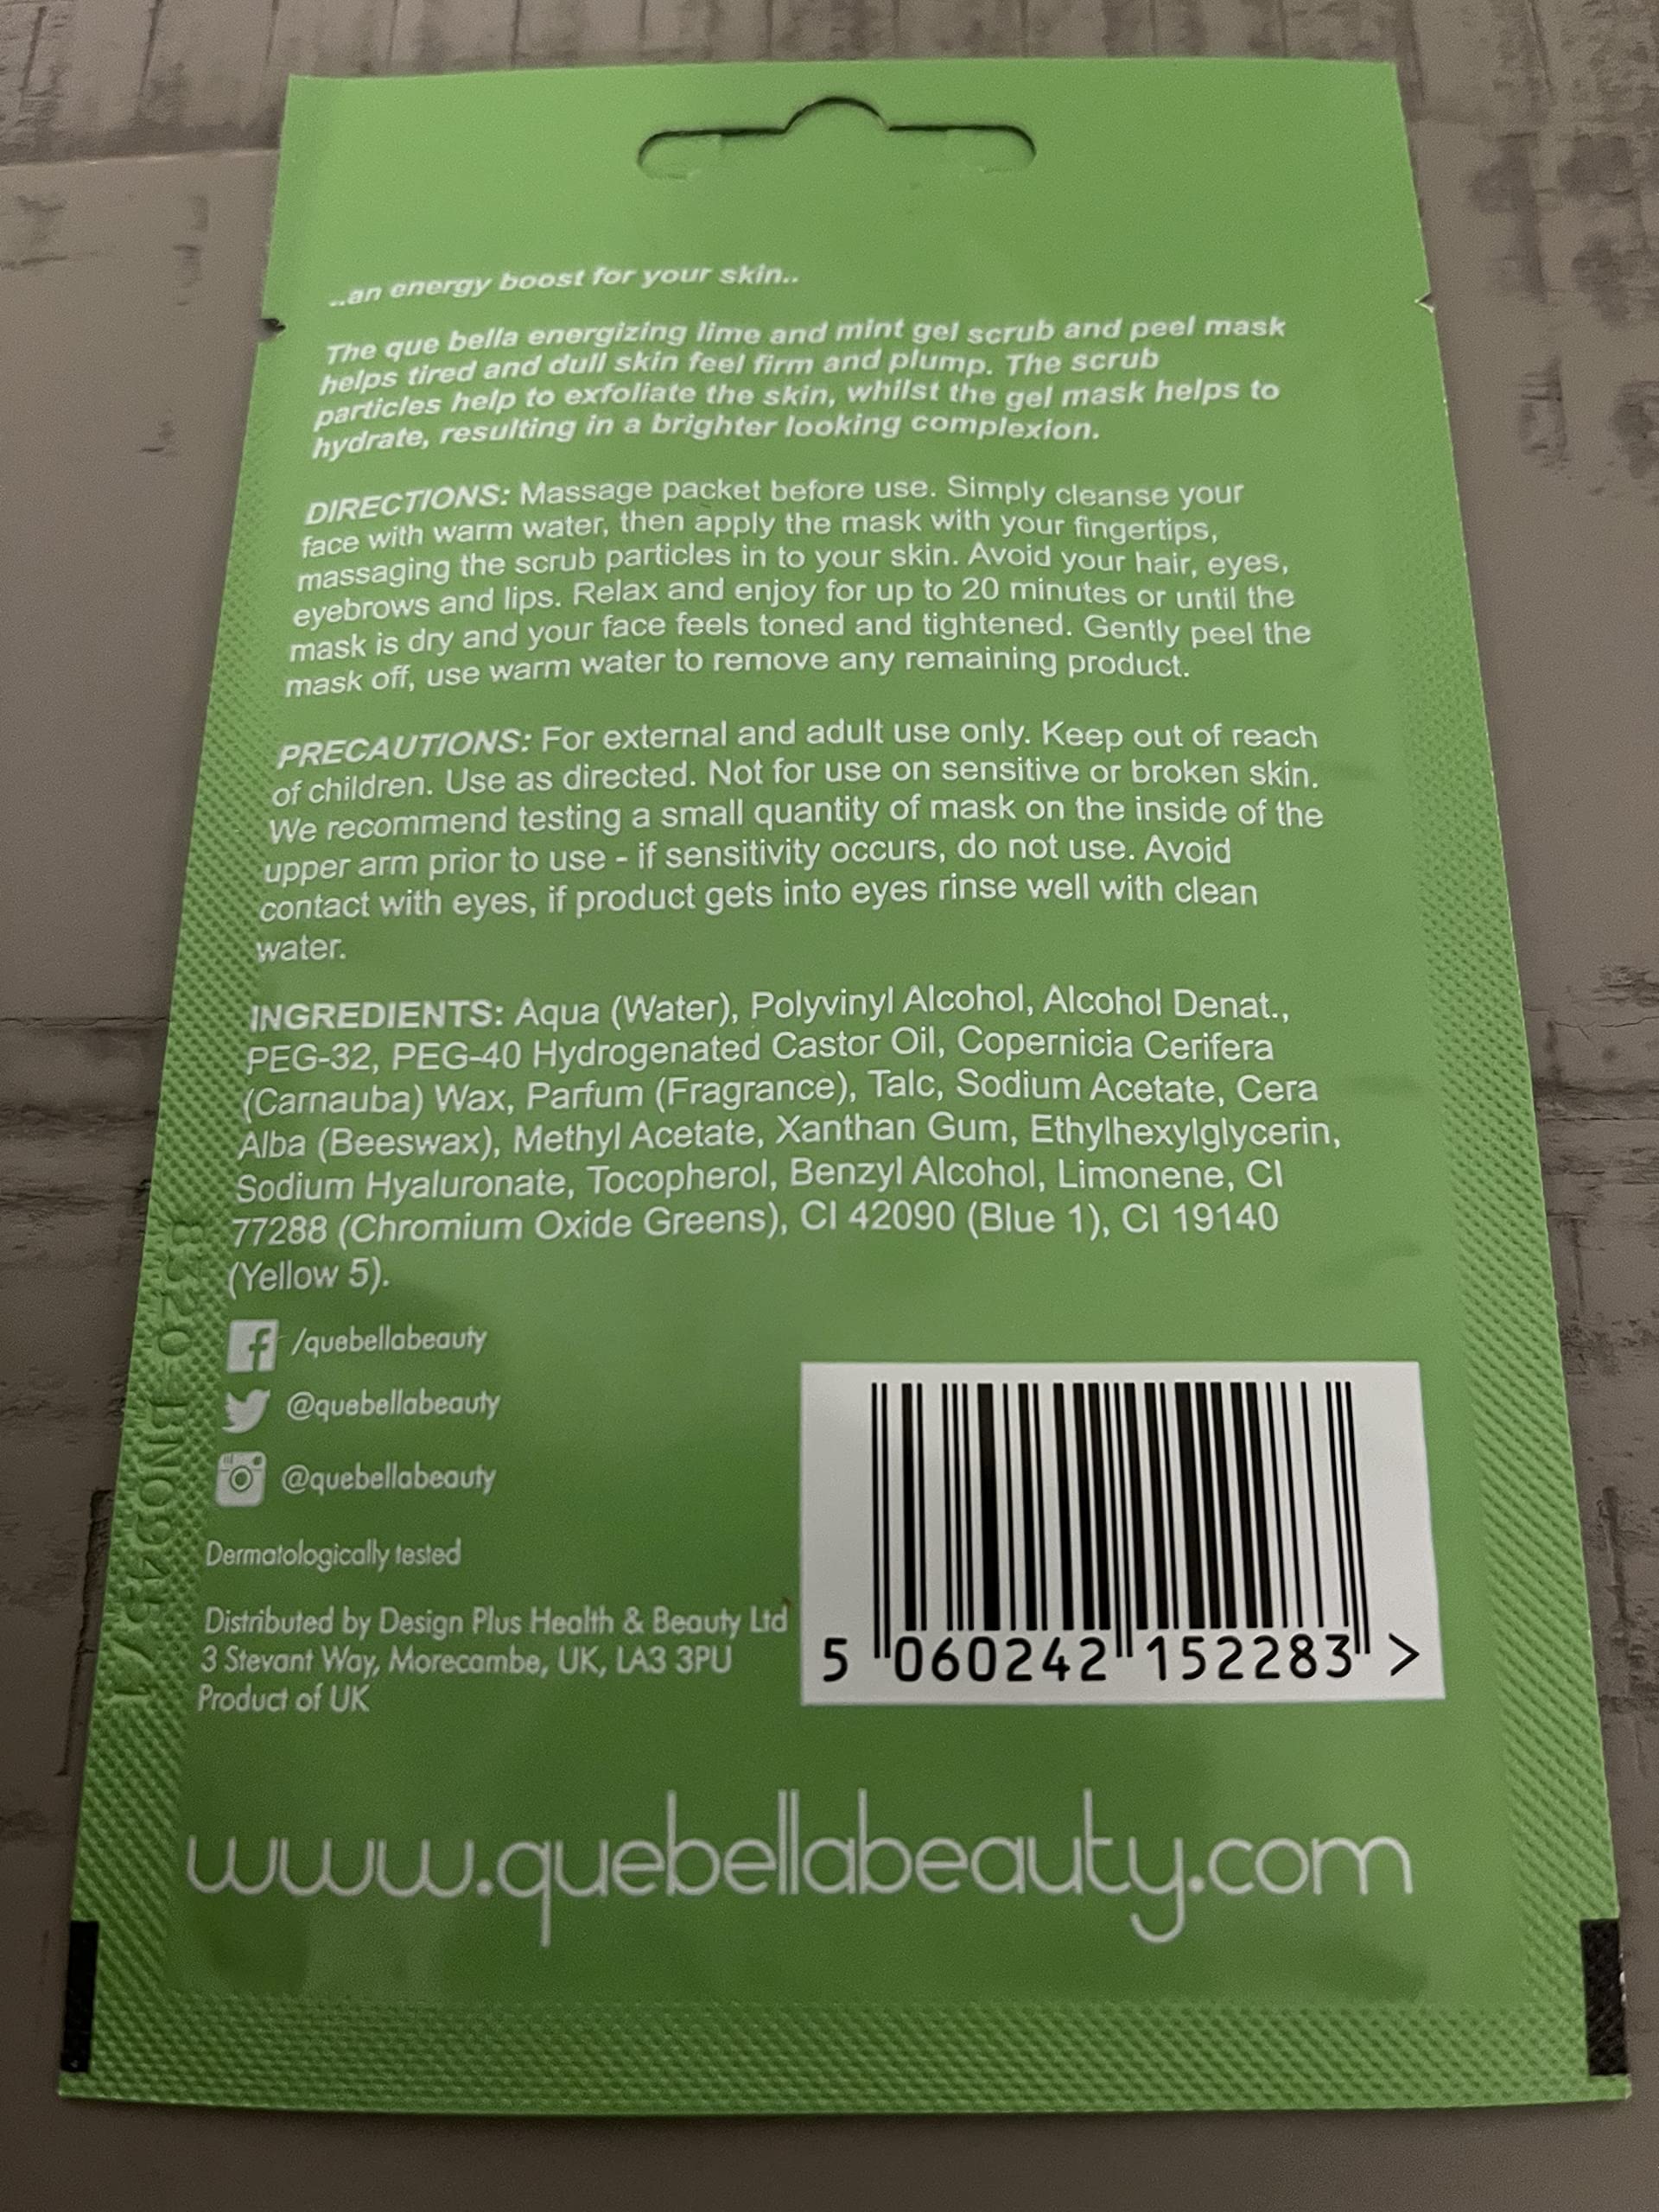 ..an energy boost for your skin..
The que bella energizing lime and mint gel scrub and peel mask
helps tired and dull skin feel firm and plump. The scrub
particles help to exfoliate the skin, whilst the gel mask helps to
hydrate, resulting in a brighter looking complexion.
DIRECTIONS: Massage packet before use. Simply cleanse your
face with warm water, then apply the mask with your fingertips,
massaging the scrub particles in to your skin. Avoid your hair, eyes,
eyebrows and lips. Relax and enjoy for up to 20 minutes or until the
mask is dry and your face feels toned and tightened. Gently peel the
mask off, use warm water to remove any remaining product.
PRECAUTIONS: For external and adult use only. Keep out of reach
of children. Use as directed. Not for use on sensitive or broken skin.
We recommend testing a small quantity of mask on the inside of the
upper arm prior to use - if sensitivity occurs, do not use. Avoid
contact with eyes, if product gets into eyes rinse well with clean
water.
INGREDIENTS: Aqua (Water), Polyvinyl Alcohol, Alcohol Denat.,
PEG-32, PEG-40 Hydrogenated Castor Oil, Copernicia Cerifera
(Carnauba) Wax, Parfum (Fragrance), Talc, Sodium Acetate, Cera
Alba (Beeswax), Methyl Acetate, Xanthan Gum, Ethylhexylglycerin,
Sodium Hyaluronate, Tocopherol, Benzyl Alcohol, Limonene, CI
77288 (Chromium Oxide Greens), CI 42090 (Blue 1), CI 19140
(Yellow 5).
/quebellabeauty
@quebellabeauty
@quebellabeauty
Dermatologically tested
Distributed by Design Plus Health & Beauty Ltd
3 Stevant Way, Morecambe, UK, LA3 3PU
Product of UK
5 060242 152283 >
www.quebellabeauty.com